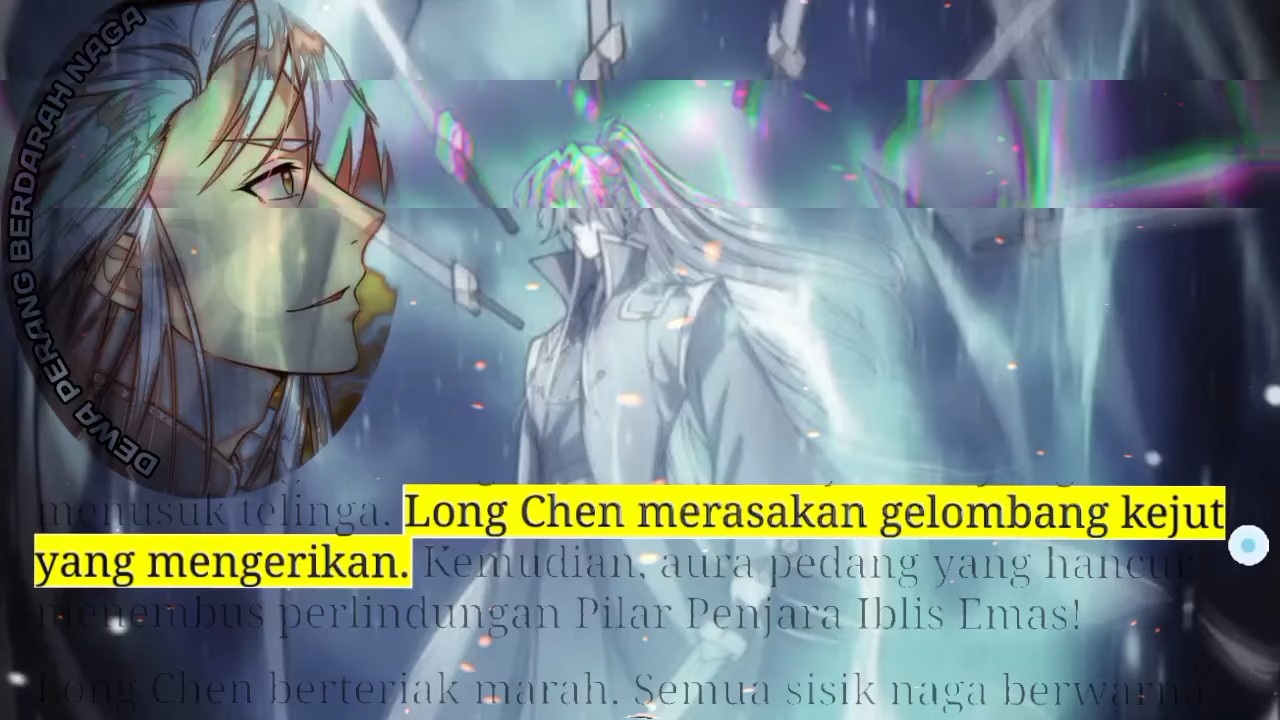 DEWA PERANG BERDARAH NAGA
menusuk telinga. Long Chen merasakan gelombang kejut
yang mengerikan. Kemudian, aura pedang yang hancur
menembus perlindungan Pilar Penjara Iblis Emas!
Long Chen berteriak marah. Semua sisik naga berwarna